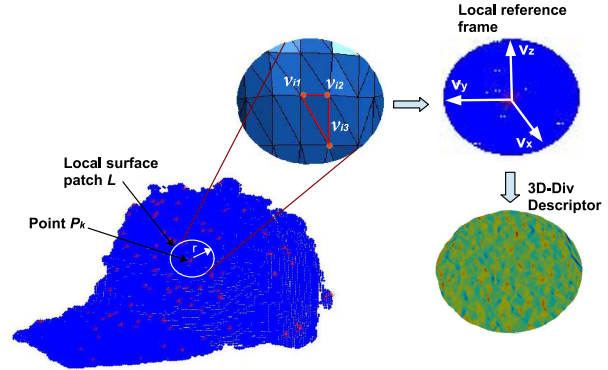 Local reference
frame
v_z
v_y
v_x
v_i1
v_i2
v_i3
Local surface
patch L
Point P_k
r
3D-Div
Descriptor